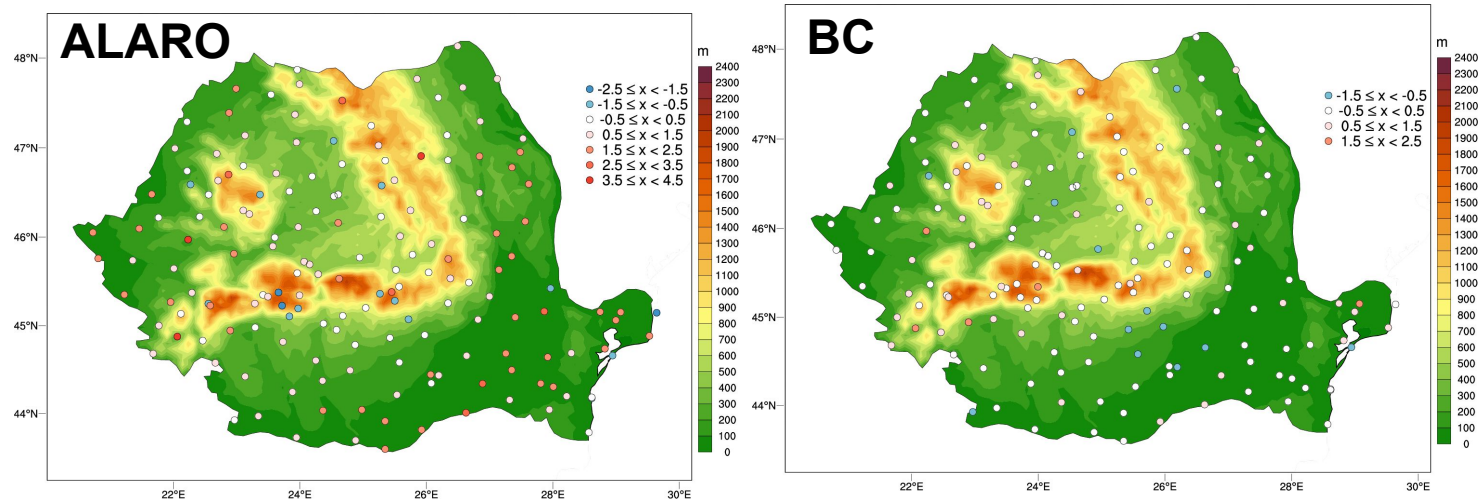 ALARO
48°N
47°N
46°N
45°N
44°N
22°E
24°E
26°E
28°E
30°E
-2.5 ≤ x < -1.5
-1.5 ≤ x < -0.5
-0.5 ≤ x < 0.5
0.5 ≤ x < 1.5
1.5 ≤ x < 2.5
2.5 ≤ x < 3.5
3.5 ≤ x < 4.5
m
2400
2300
2200
2100
2000
1900
1800
1700
1600
1500
1400
1300
1200
1100
1000
900
800
700
600
500
400
300
200
100
0
BC
48°N
47°N
46°N
45°N
44°N
22°E
24°E
26°E
28°E
30°E
-1.5 ≤ x < -0.5
-0.5 ≤ x < 0.5
0.5 ≤ x < 1.5
1.5 ≤ x < 2.5
m
2400
2300
2200
2100
2000
1900
1800
1700
1600
1500
1400
1300
1200
1100
1000
900
800
700
600
500
400
300
200
100
0